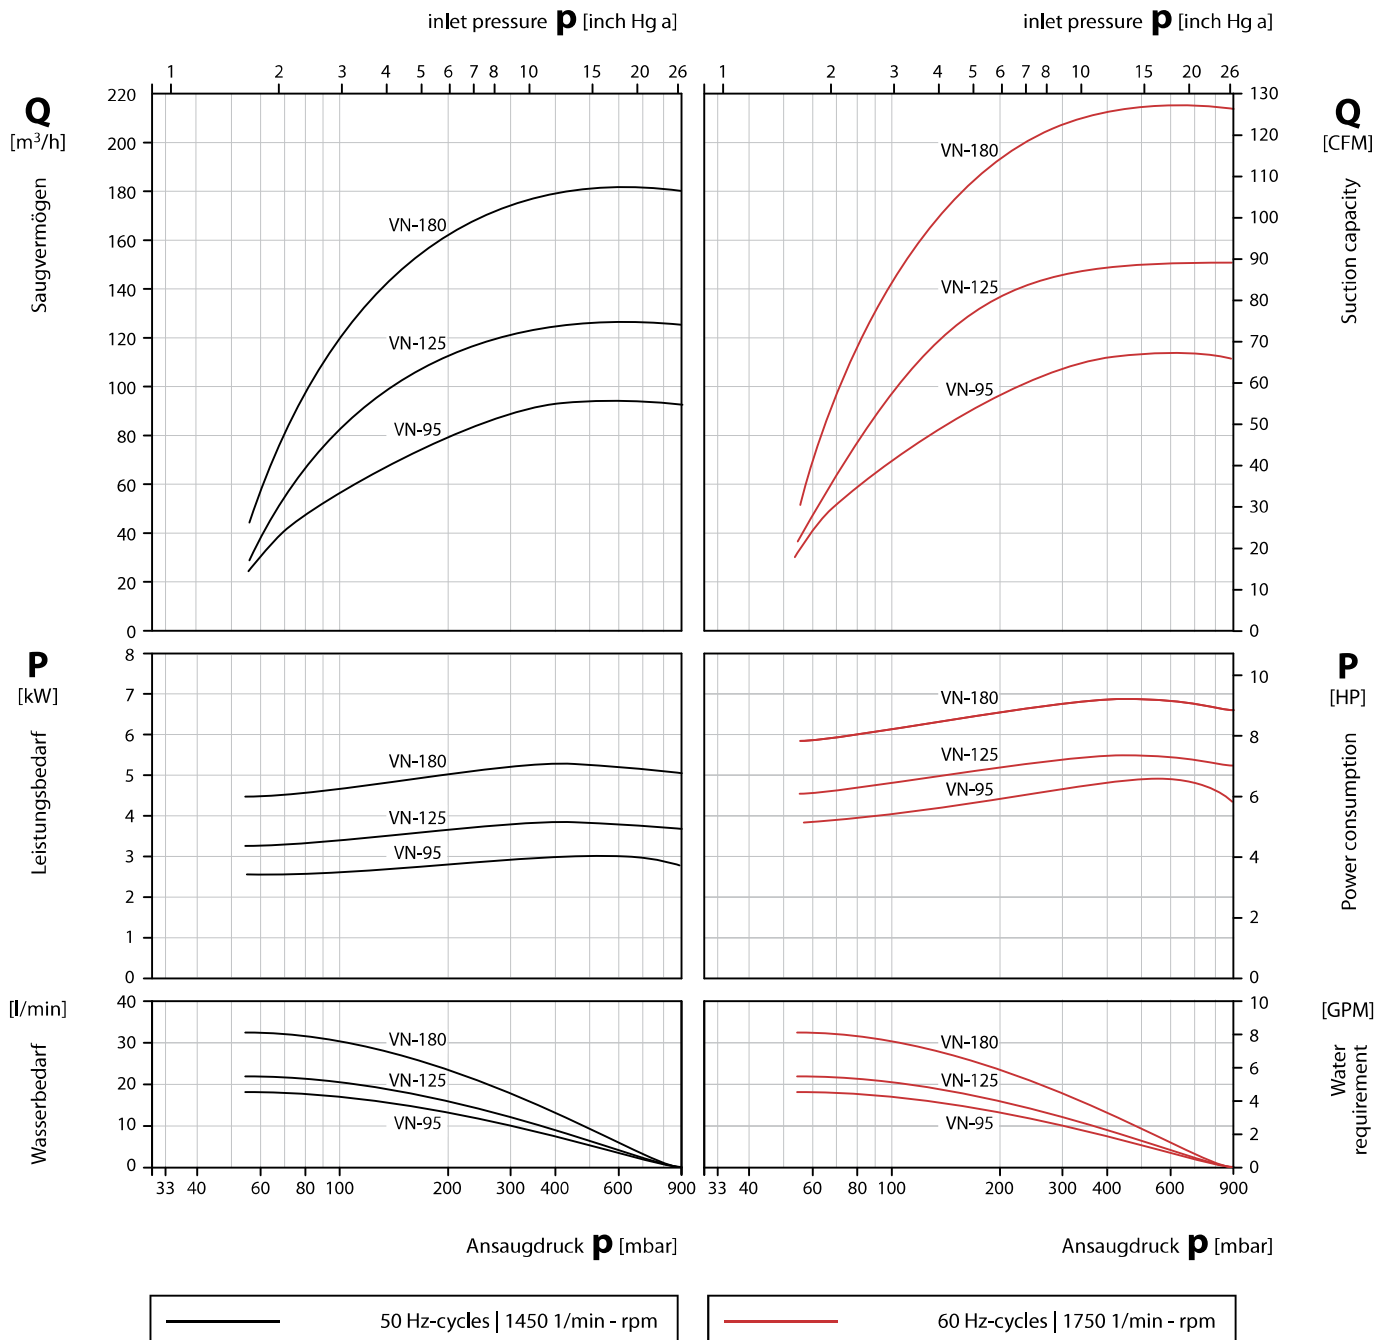 inlet pressure p [inch Hg a]
inlet pressure p [inch Hg a]
1 2 3 4 5 6 7 8 10 15 20 26
1 2 3 4 5 6 7 8 10 15 20 26
Q
[m³/h]
Saugvermögen
220
200
180
160
140
120
100
80
60
40
20
0
VN-180
VN-125
VN-95
VN-180
VN-125
VN-95
130
120
110
100
90
80
70
60
50
40
30
20
10
0
Q
[CFM]
Suction capacity
P
[kW]
Leistungsbedarf
8
7
6
5
4
3
2
1
0
VN-180
VN-125
VN-95
VN-180
VN-125
VN-95
10
8
6
4
2
0
P
[HP]
Power consumption
[l/min]
Wasserbedarf
40
30
20
10
0
VN-180
VN-125
VN-95
VN-180
VN-125
VN-95
10
8
6
4
2
0
[GPM]
Water
requirement
33 40 60 80 100 200 300 400 600 900
33 40 60 80 100 200 300 400 600 900
Ansaugdruck p [mbar]
Ansaugdruck p [mbar]
50 Hz-cycles | 1450 1/min - rpm
60 Hz-cycles | 1750 1/min - rpm